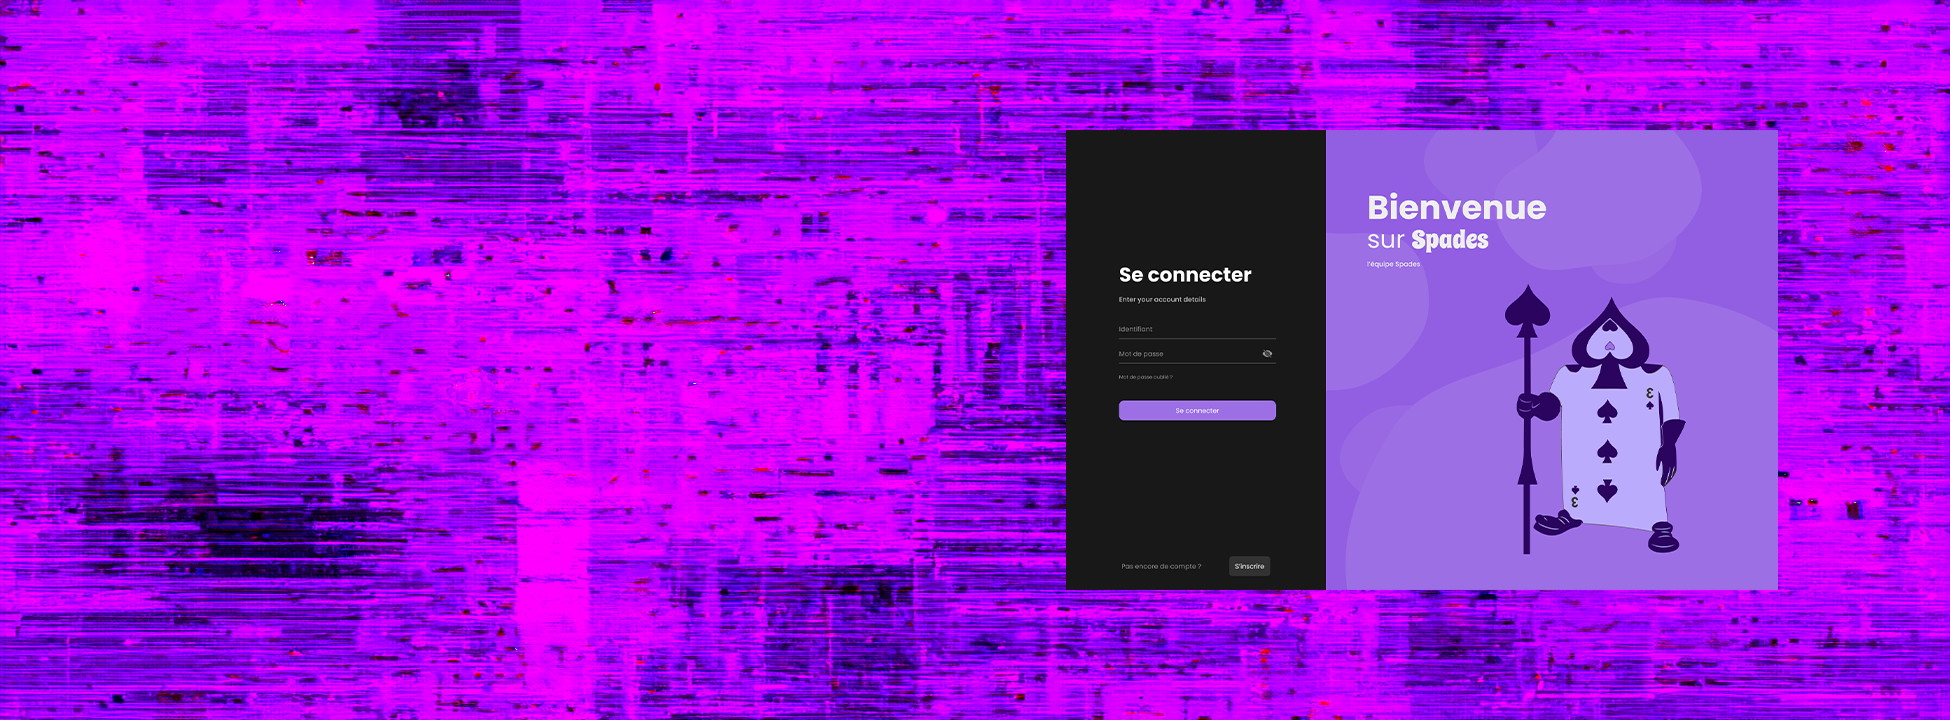 Se connecter
Enter your account details
Identifiant
Mot de passe
Mot de passe oublié ?
Se connecter
Pas encore de compte ?
S'inscrire
Bienvenue
sur Spades
l'équipe Spades
3
3